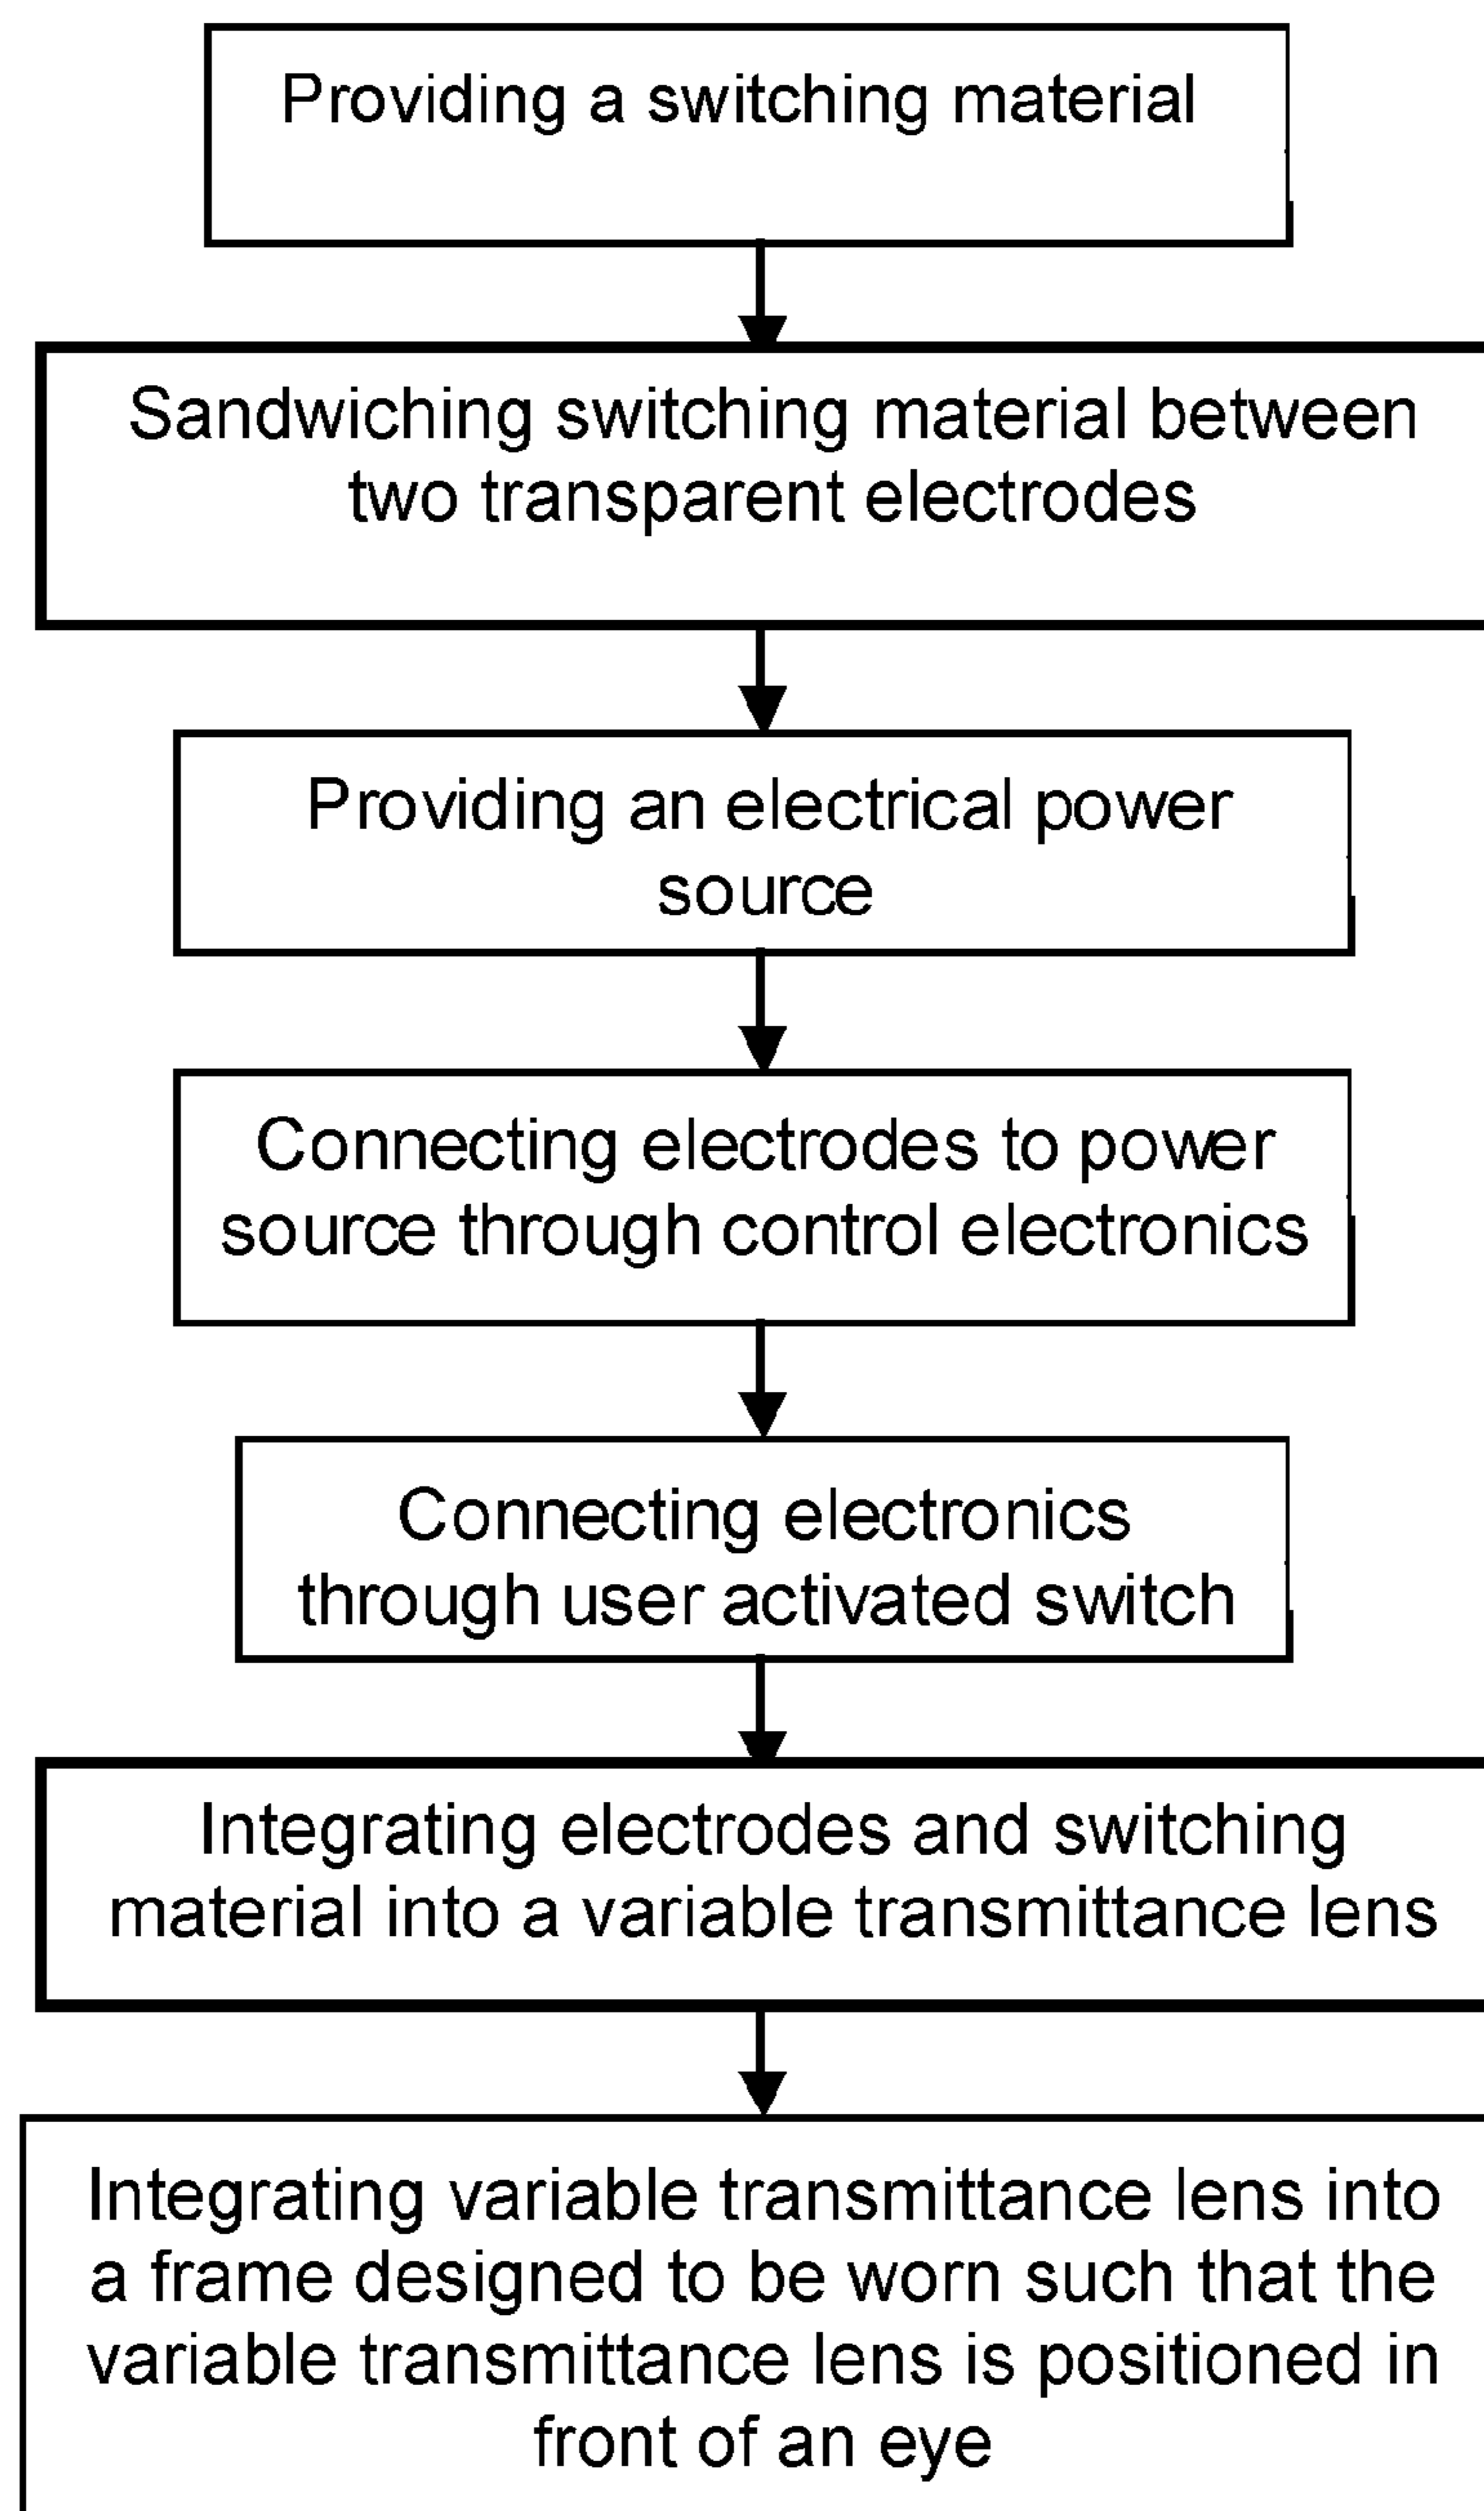 Providing a switching material
Sandwiching switching material between
two transparent electrodes
Providing an electrical power
source
Connecting electrodes to power
source through control electronics
Connecting electronics
through user activated switch
Integrating electrodes and switching
material into a variable transmittance lens
Integrating variable transmittance lens into
a frame designed to be worn such that the
variable transmittance lens is positioned in
front of an eye